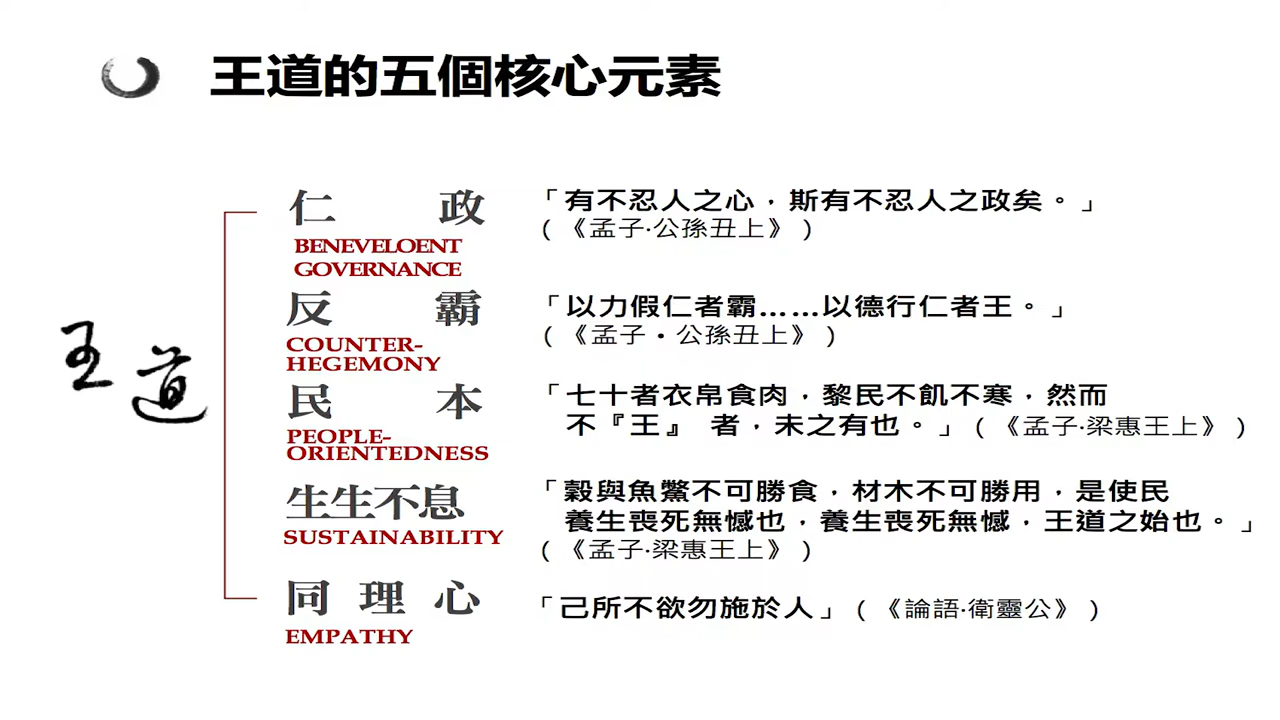 王道的五個核心元素
王道
仁政
BENEVELOENT
GOVERNANCE
「有不忍人之心，斯有不忍人之政矣。」
(《孟子·公孫丑上》)
反霸
COUNTER-
HEGEMONY
「以力假仁者霸……以德行仁者王。」
(《孟子·公孫丑上》)
民本
PEOPLE-
ORIENTEDNESS
「七十者衣帛食肉，黎民不飢不寒，然而
不『王』 者，未之有也。」(《孟子·梁惠王上》)
生生不息
SUSTAINABILITY
「穀與魚鱉不可勝食，材木不可勝用，是使民
養生喪死無憾也，養生喪死無憾，王道之始也。」
(《孟子·梁惠王上》)
同理心
EMPATHY
「己所不欲勿施於人」(《論語·衛靈公》)